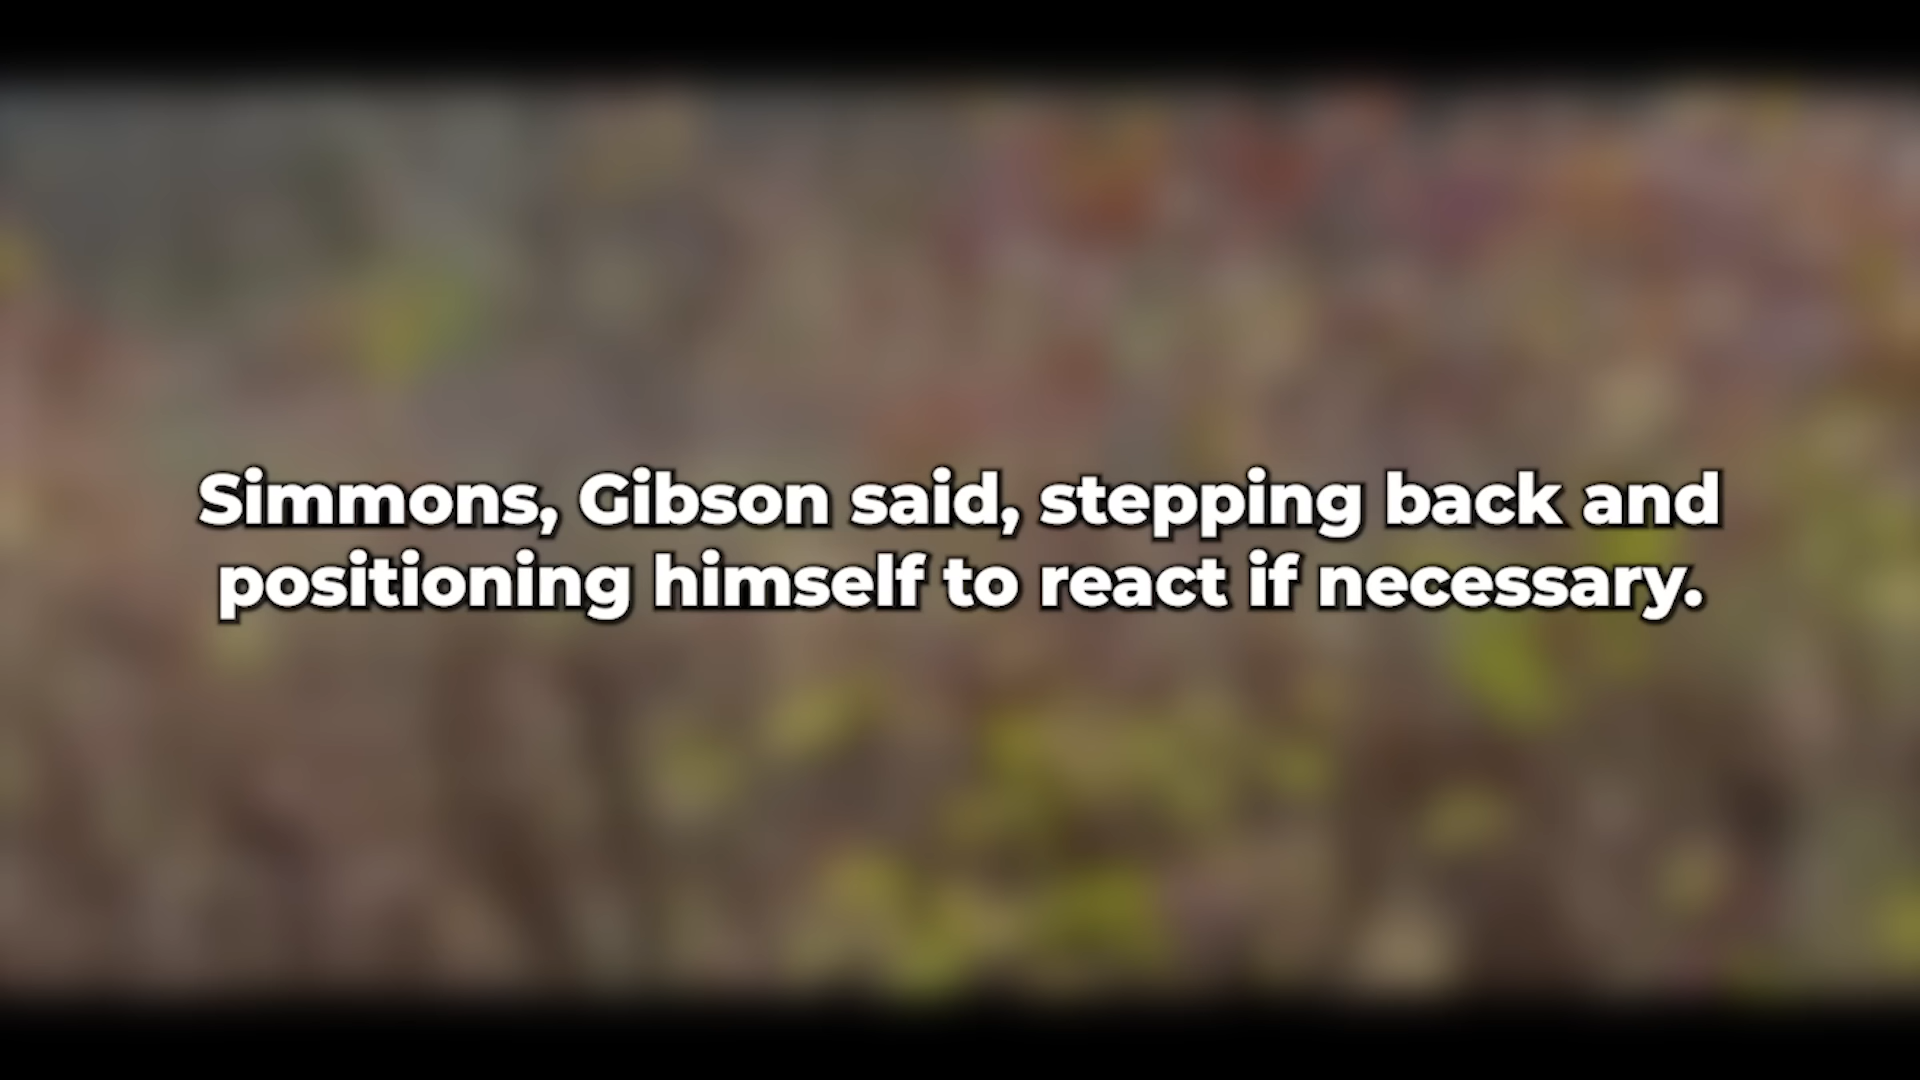 Simmons, Gibson said, stepping back and
positioning himself to react if necessary.